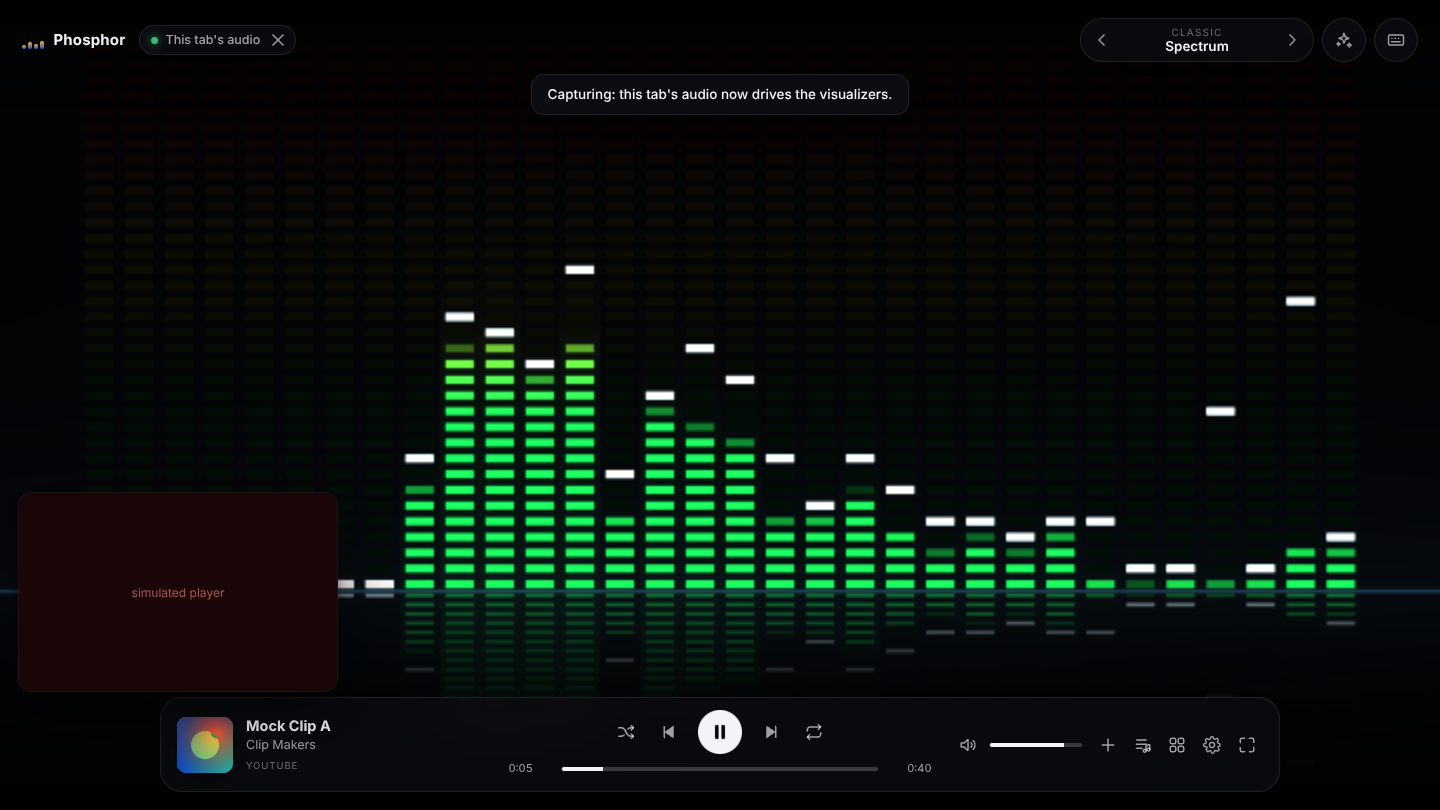 Phosphor
This tab's audio
CLASSIC
Spectrum
Capturing: this tab's audio now drives the visualizers.
simulated player
Mock Clip A
Clip Makers
YOUTUBE
0:05
0:40